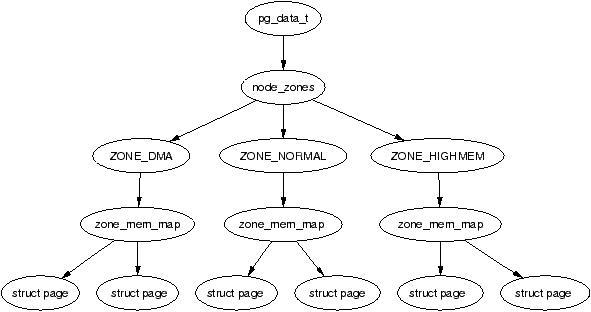 pg_data_t
node_zones
ZONE_DMA
ZONE_NORMAL
ZONE_HIGHMEM
zone_mem_map
zone_mem_map
zone_mem_map
struct page
struct page
struct page
struct page
struct page
struct page